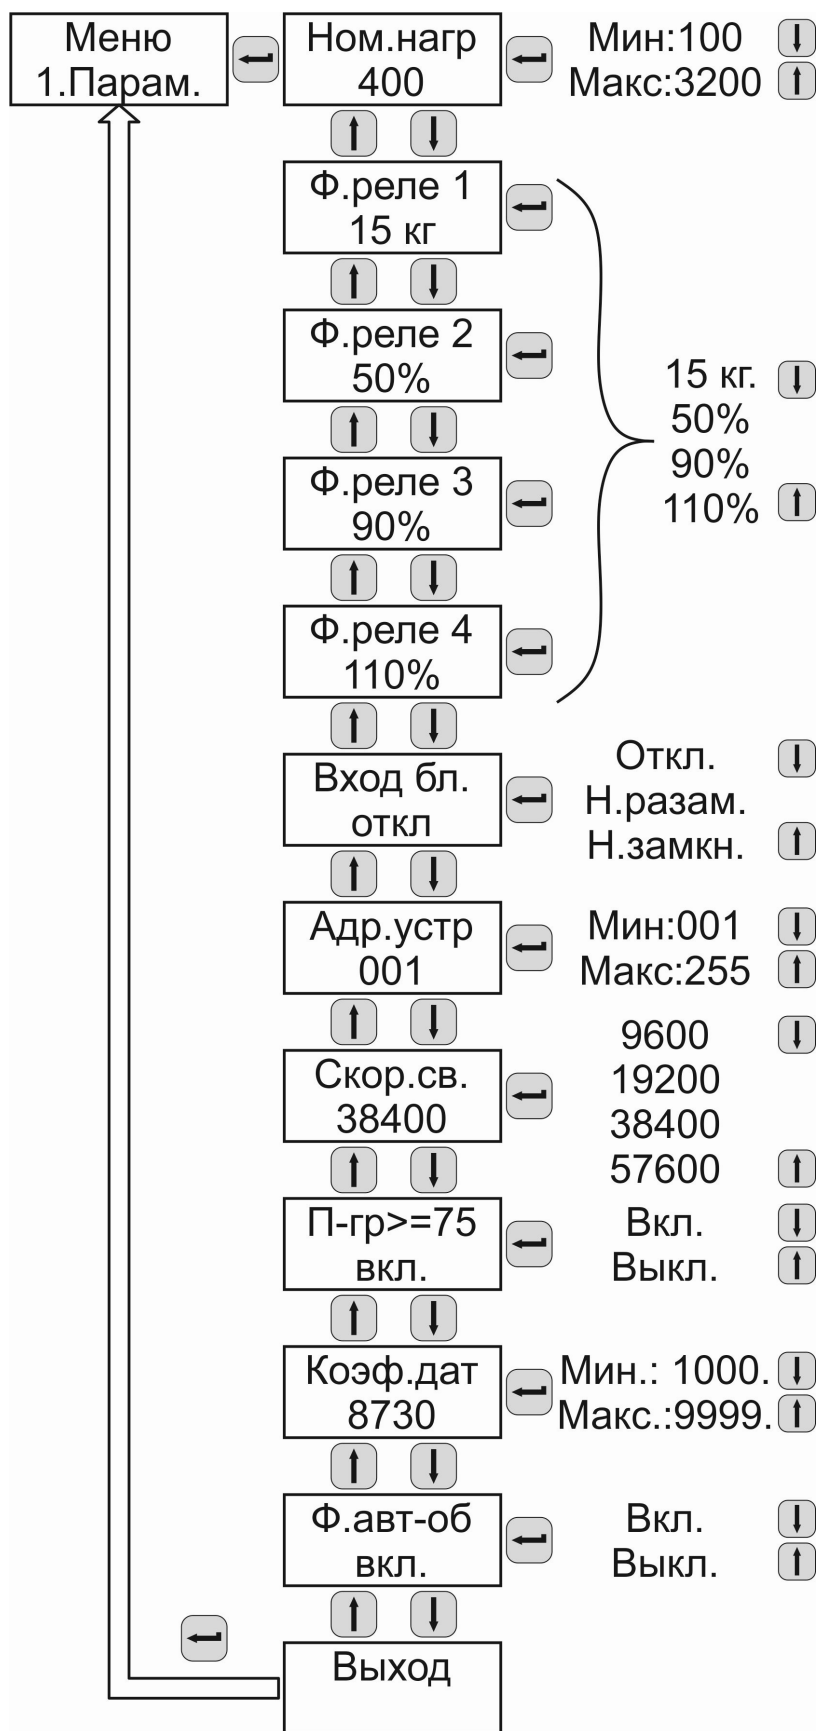 Меню
1.Парам.
Ном.нагр
400
Мин:100
Макс:3200
Ф.реле 1
15 кг
Ф.реле 2
50%
Ф.реле 3
90%
Ф.реле 4
110%
15 кг.
50%
90%
110%
Вход бл.
откл
Откл.
Н.разам.
Н.замкн.
Адр.устр
001
Мин:001
Макс:255
Скор.св.
38400
9600
19200
38400
57600
П-гр>=75
вкл.
Вкл.
Выкл.
Коэф.дат
8730
Мин.: 1000.
Макс.:9999.
Ф.авт-об
вкл.
Вкл.
Выкл.
Выход